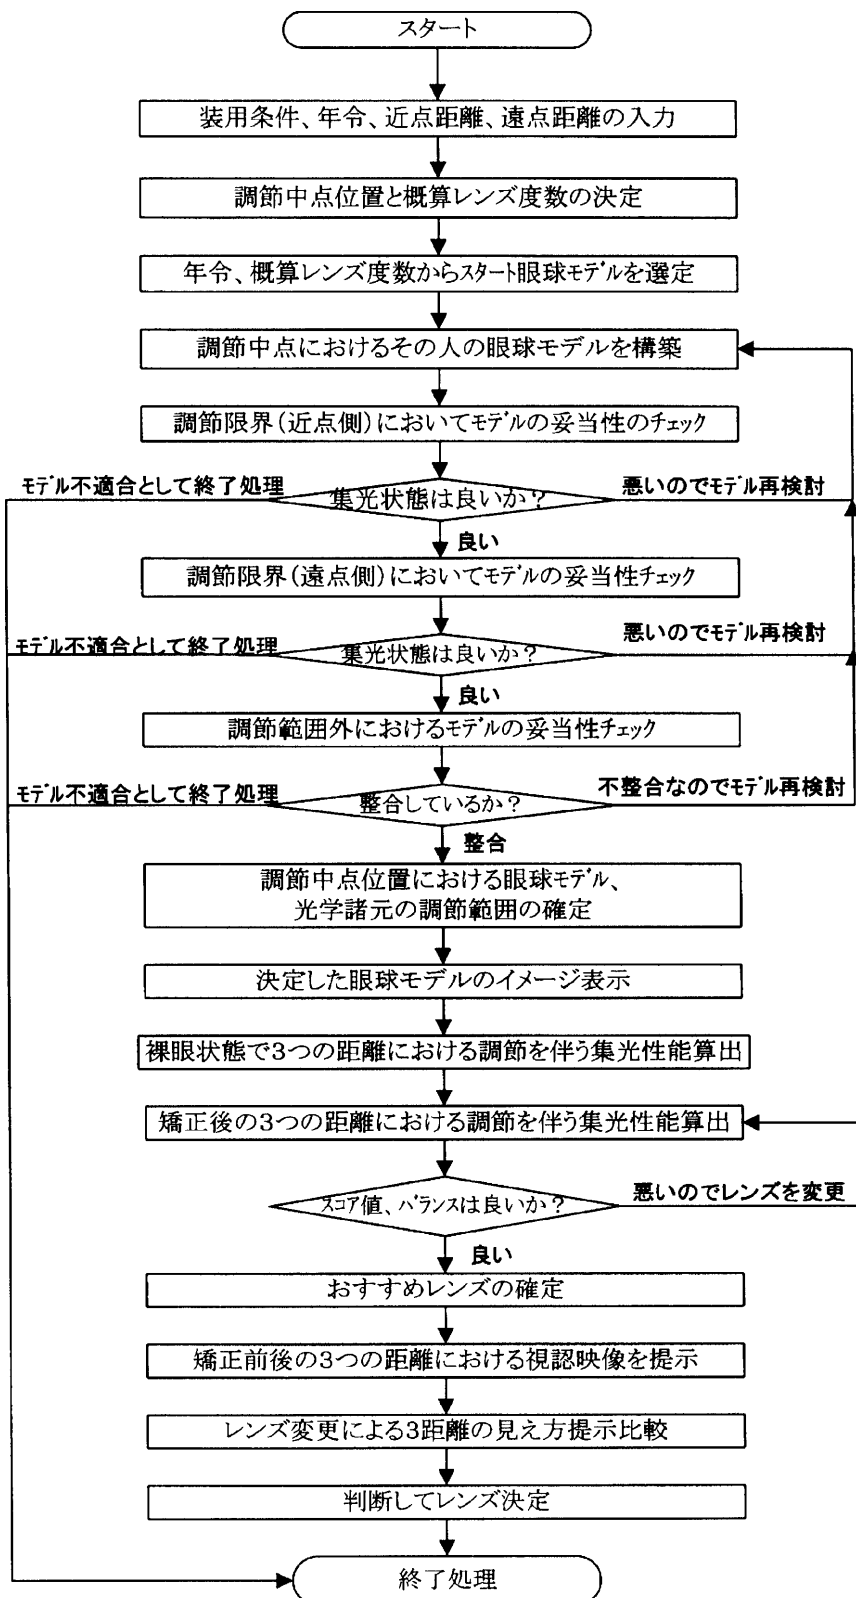 スタート
装用条件、年令、近点距離、遠点距離の入力
調節中点位置と概算レンズ度数の決定
年令、概算レンズ度数からスタート眼球モデルを選定
調節中点におけるその人の眼球モデルを構築
調節限界(近点側)においてモデルの妥当性のチェック
モデル不適合として終了処理
集光状態は良いか?
悪いのでモデル再検討
良い
調節限界(遠点側)においてモデルの妥当性チェック
モデル不適合として終了処理
集光状態は良いか?
悪いのでモデル再検討
良い
調節範囲外におけるモデルの妥当性チェック
モデル不適合として終了処理
整合しているか?
不整合なのでモデル再検討
整合
調節中点位置における眼球モデル、
光学諸元の調節範囲の確定
決定した眼球モデルのイメージ表示
裸眼状態で3つの距離における調節を伴う集光性能算出
矯正後の3つの距離における調節を伴う集光性能算出
スコア値、バランスは良いか?
悪いのでレンズを変更
良い
おすすめレンズの確定
矯正前後の3つの距離における視認映像を提示
レンズ変更による3距離の見え方提示比較
判断してレンズ決定
終了処理